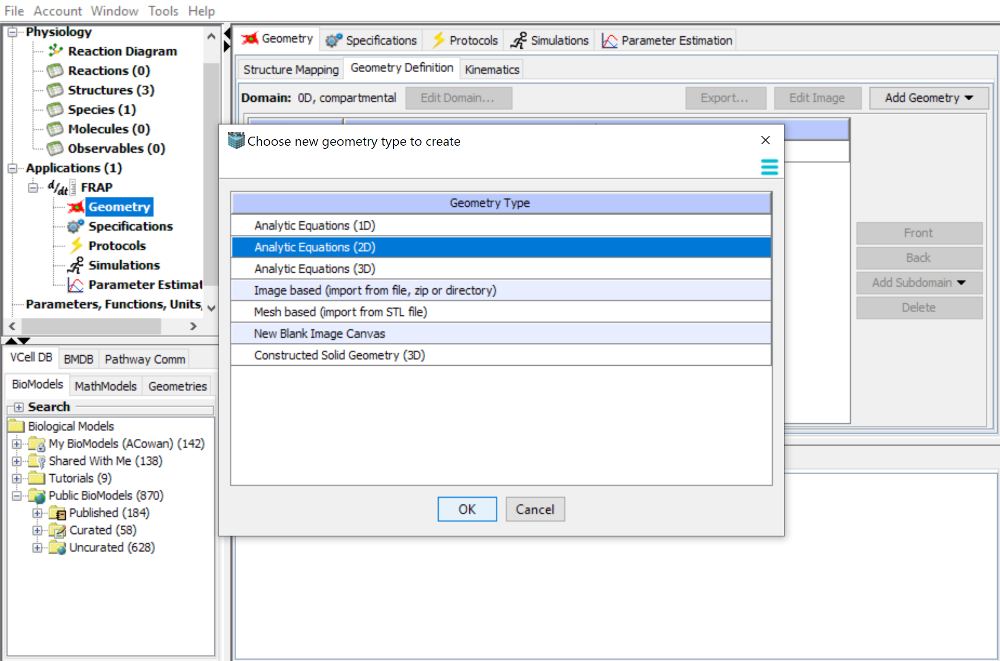 File Account Window Tools Help
Physiology
Reaction Diagram
Reactions (0)
Structures (3)
Species (1)
Molecules (0)
Observables (0)
Applications (1)
d/dt FRAP
Geometry
Specifications
Protocols
Simulations
Parameter Estimat
Parameters, Functions, Units,
VCell DB BMDB Pathway Comm
BioModels MathModels Geometries
Search
Biological Models
My BioModels (ACowan) (142)
Shared With Me (138)
Tutorials (9)
Public BioModels (870)
Published (184)
Curated (58)
Uncurated (628)
Geometry Specifications Protocols Simulations Parameter Estimation
Structure Mapping Geometry Definition Kinematics
Domain: 0D, compartmental Edit Domain... Export... Edit Image Add Geometry
Front
Back
Add Subdomain
Delete
Choose new geometry type to create
Geometry Type
Analytic Equations (1D)
Analytic Equations (2D)
Analytic Equations (3D)
Image based (import from file, zip or directory)
Mesh based (import from STL file)
New Blank Image Canvas
Constructed Solid Geometry (3D)
OK Cancel